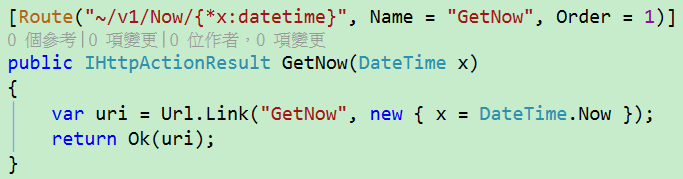 [Route("~/v1/Now/{*x:datetime}", Name = "GetNow", Order = 1)]
0 個參考|0 項變更|0 位作者，0 項變更
public IHttpActionResult GetNow(DateTime x)
{
    var uri = Url.Link("GetNow", new { x = DateTime.Now });
    return Ok(uri);
}